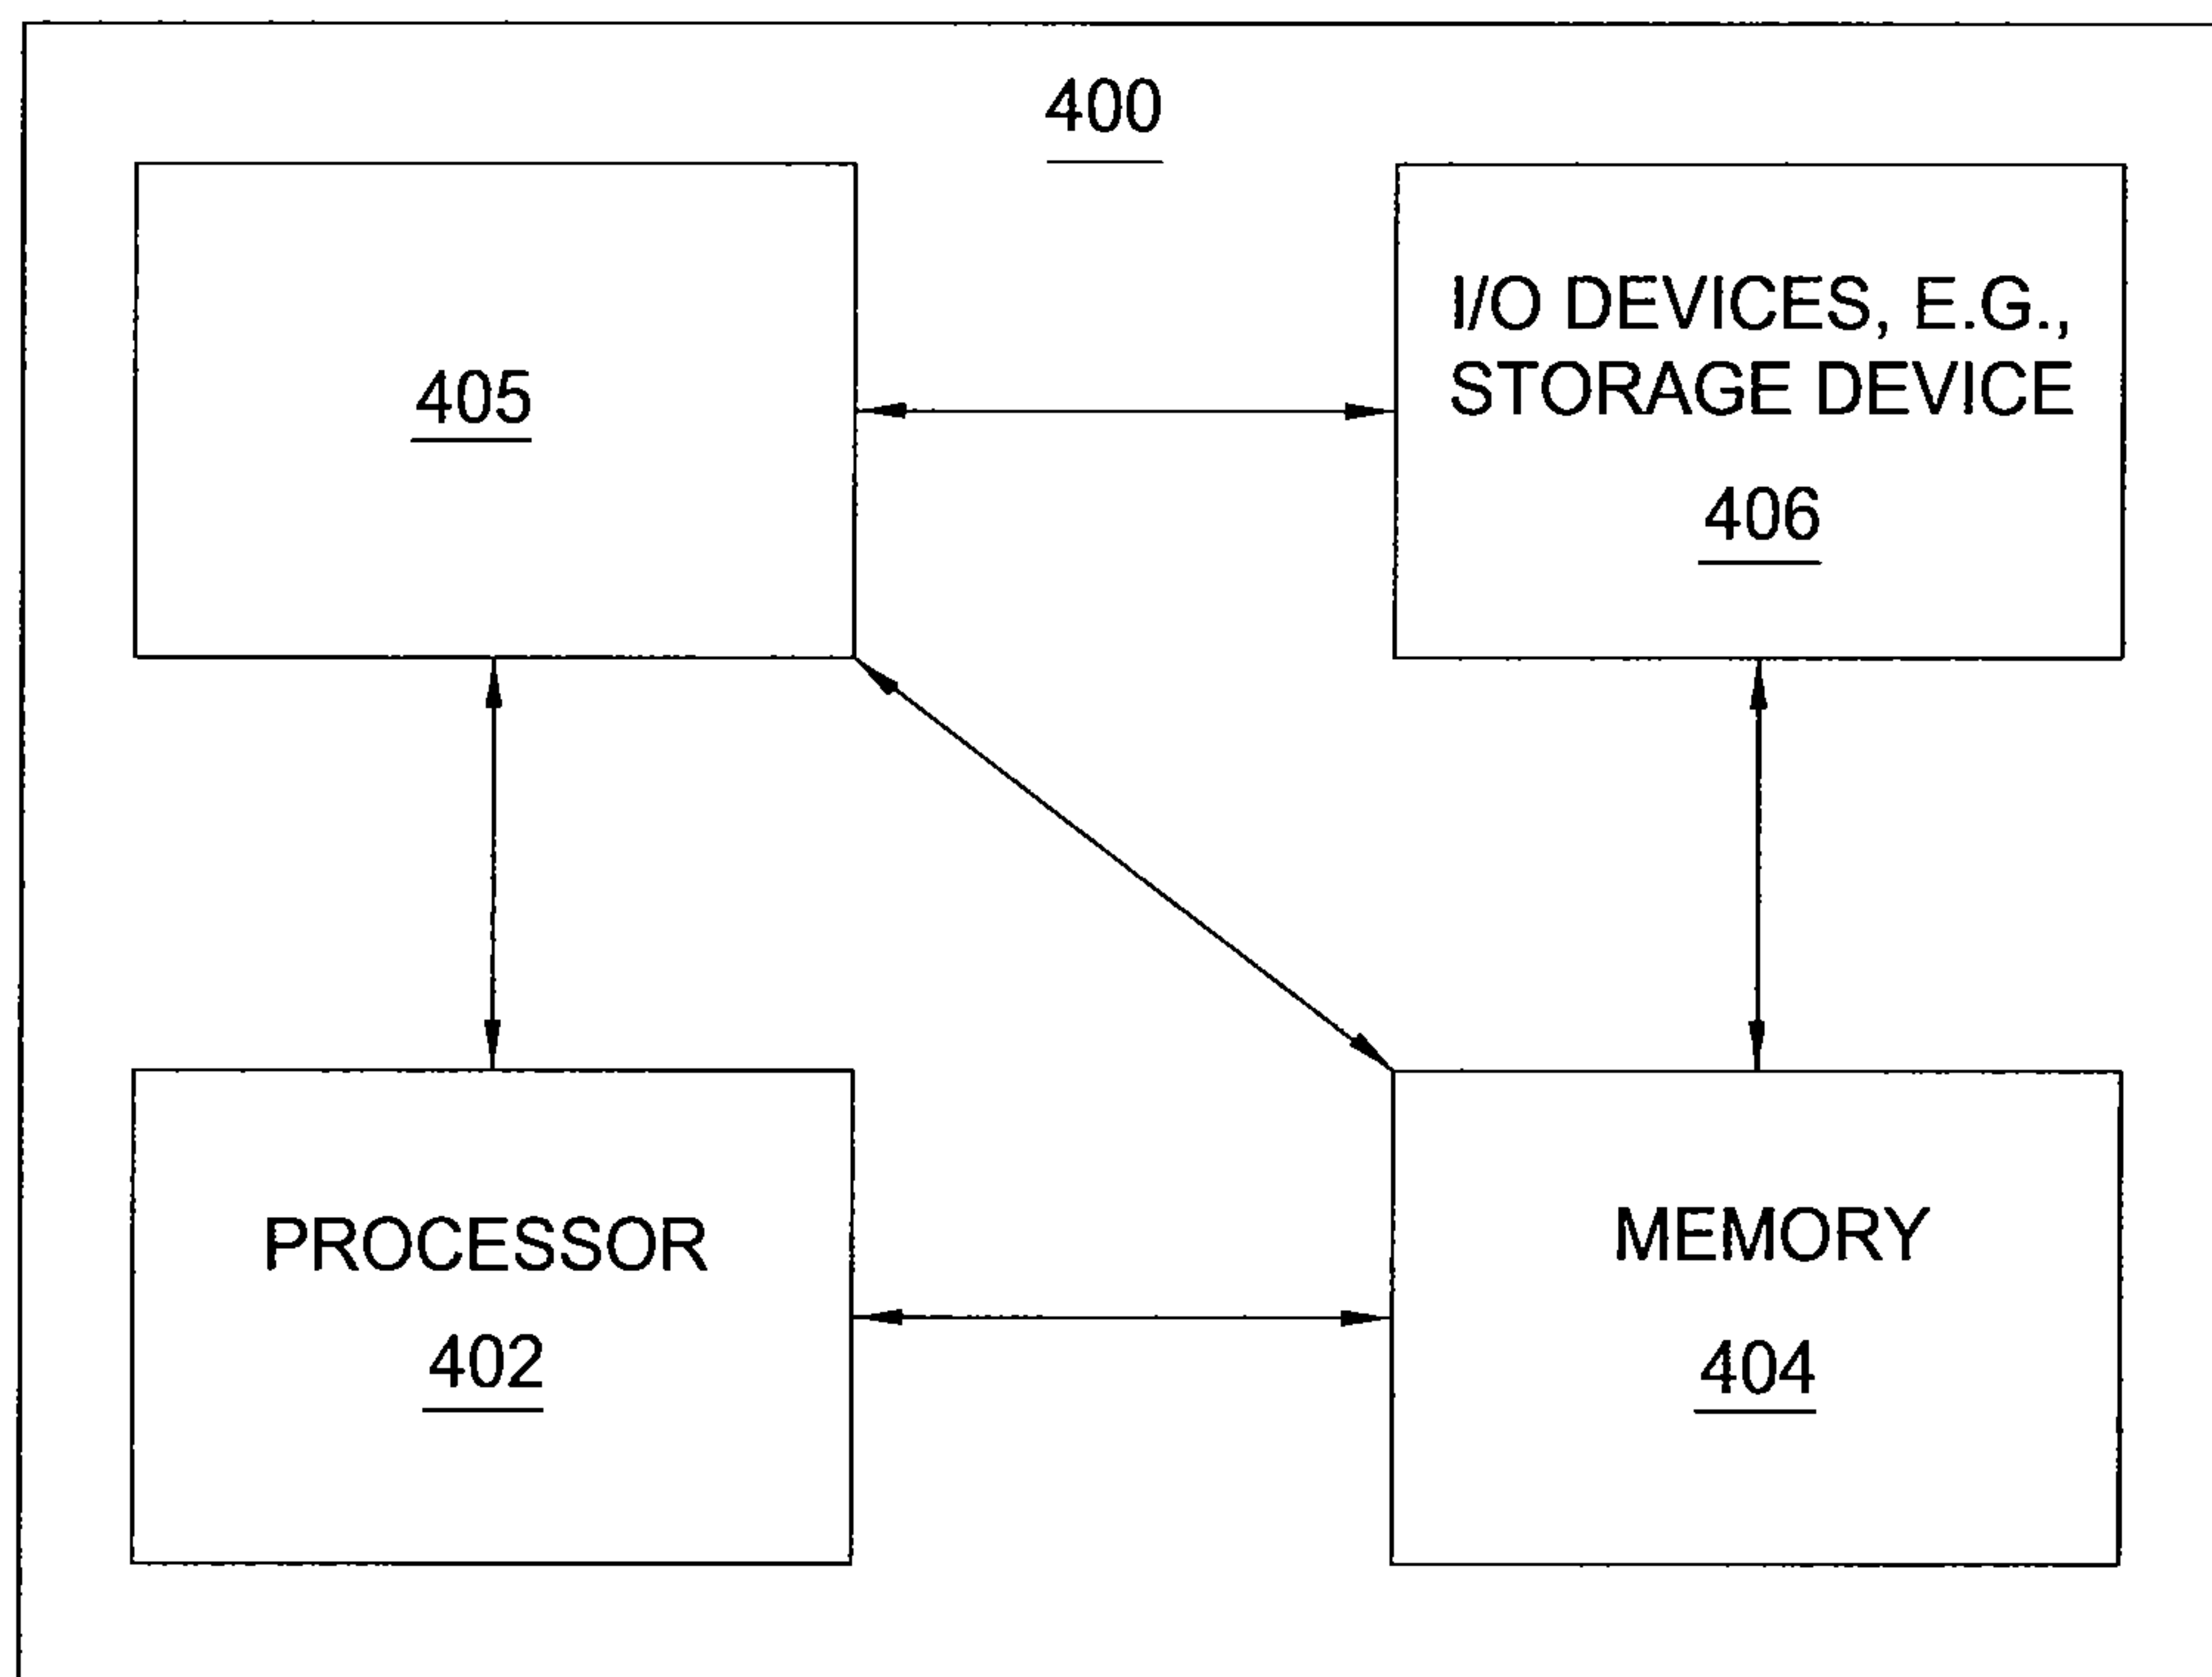 400
405
I/O DEVICES, E.G.,
STORAGE DEVICE
406
PROCESSOR
402
MEMORY
404